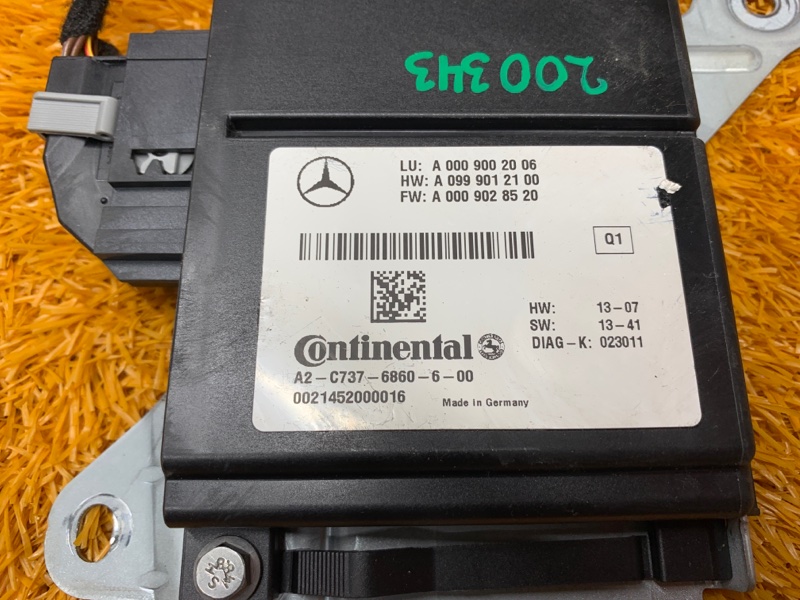 200343
LU: A 000 900 20 06
HW: A 099 901 21 00
FW: A 000 902 85 20
Q1
HW: 13-07
SW: 13-41
DIAG-K: 023011
Continental
A2-C737-6860-6-00
0021452000016 Made in Germany